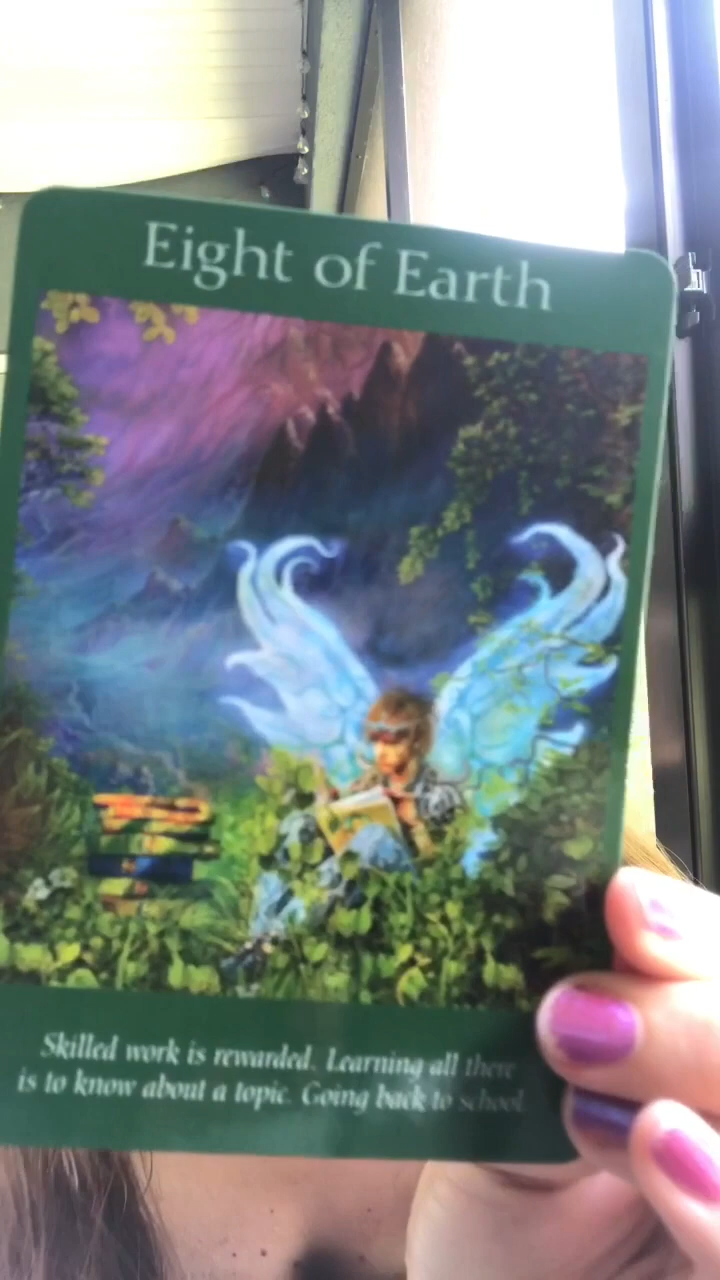 Eight of Earth
Skilled work is rewarded. Learning all there
is to know about a topic. Going back to school.